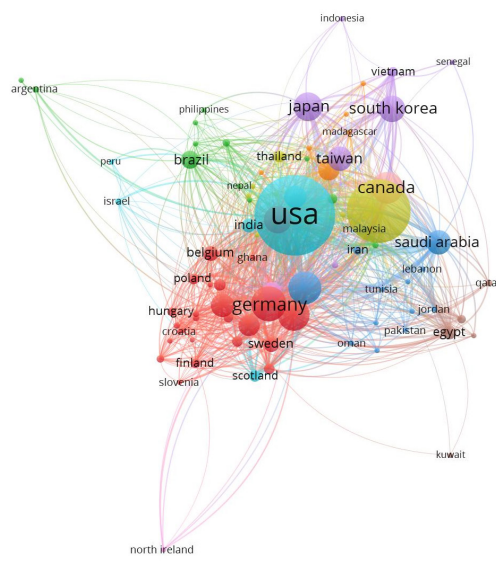 indonesia
senegal
vietnam
argentina
japan
south korea
philippines
madagascar
brazil
thailand
taiwan
peru
nepal
canada
israel
usa
india
malaysia
saudi arabia
belgium
ghana
iran
lebanon
poland
tunisia
qata
hungary
germany
jordan
croatia
sweden
pakistan
egypt
oman
finland
scotland
slovenia
kuwait
north ireland